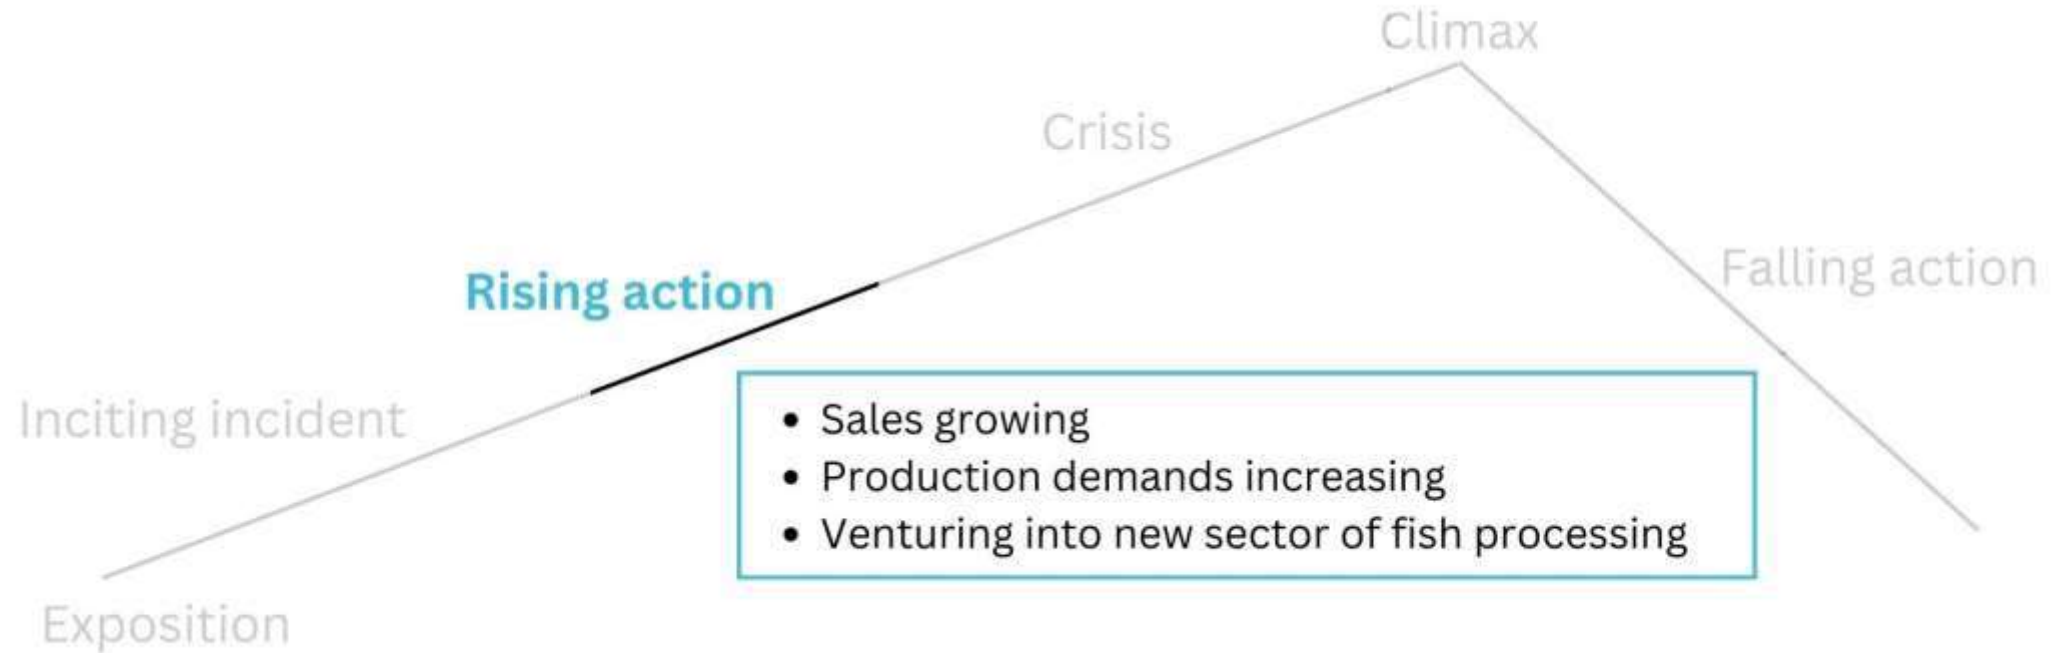 Climax
Crisis
Falling action
Rising action
Inciting incident
• Sales growing
• Production demands increasing
• Venturing into new sector of fish processing
Exposition